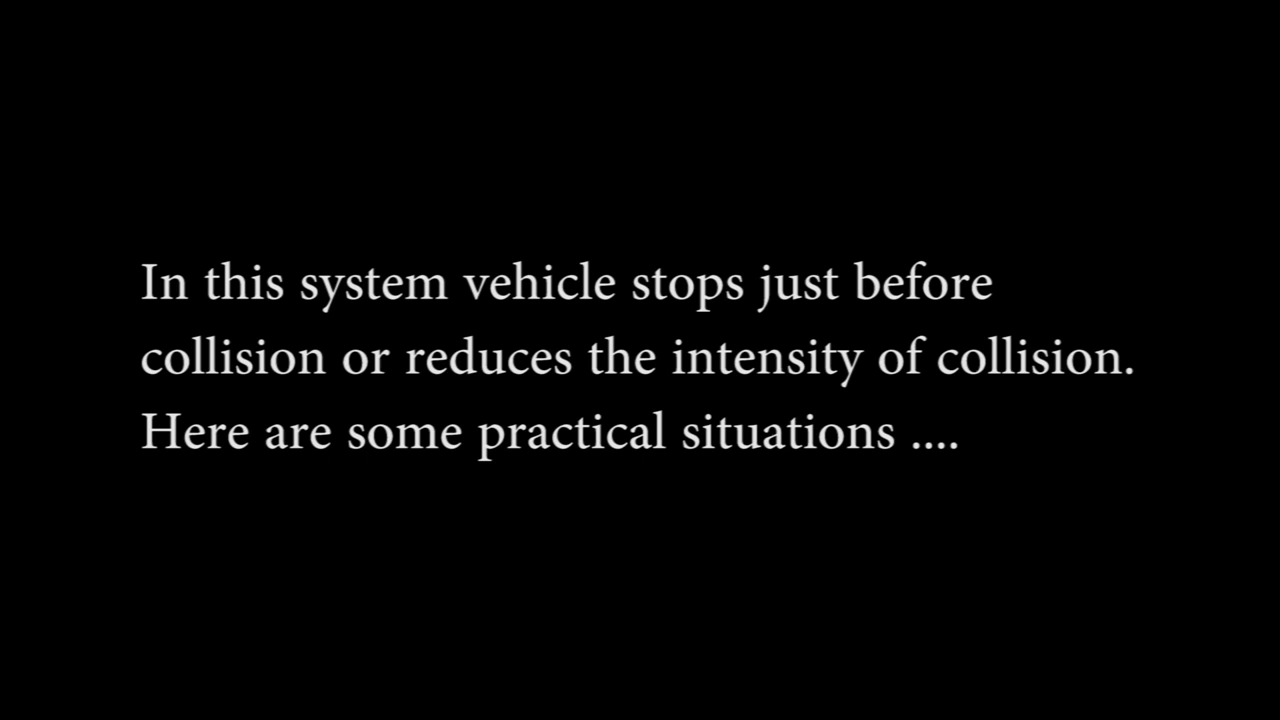 In this system vehicle stops just before
collision or reduces the intensity of collision.
Here are some practical situations ....